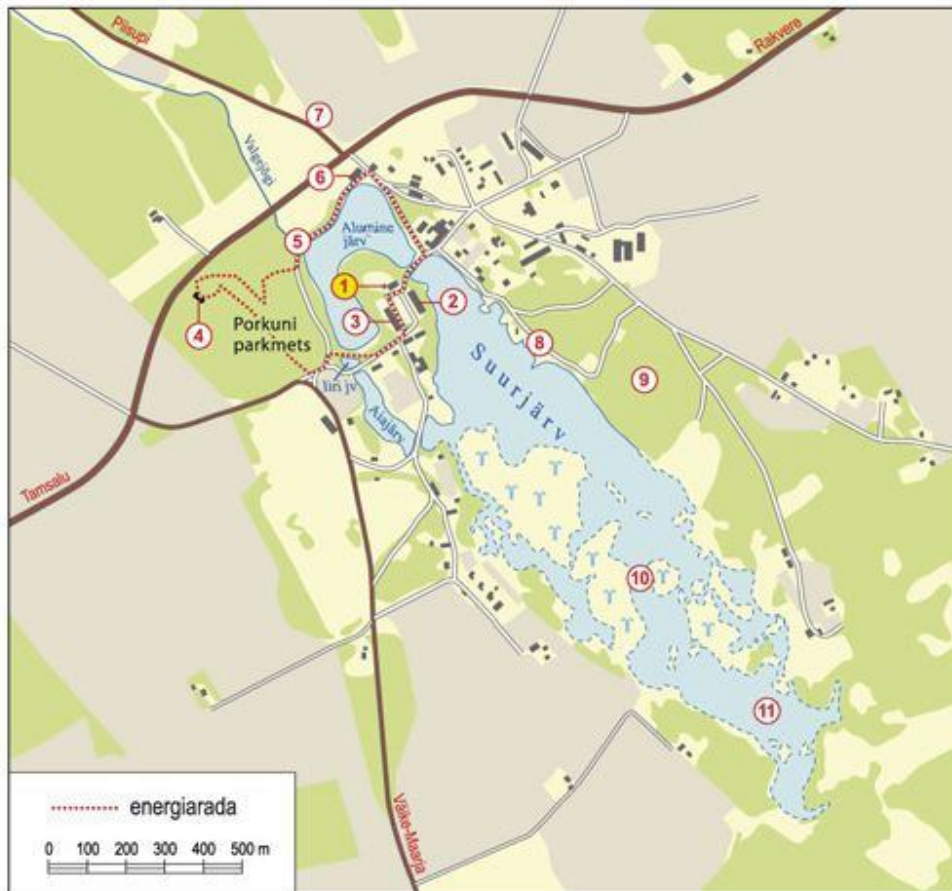 Piisupi
Rakvere
7
Valgejõgi
6
Alumine
järv
5
1
2
3
4
Porkuni
parkmets
8
Suurjärv
9
Iiri jv
Aiajärv
Tamsalu
10
11
energiarada
0 100 200 300 400 500 m
Väike-Maarja